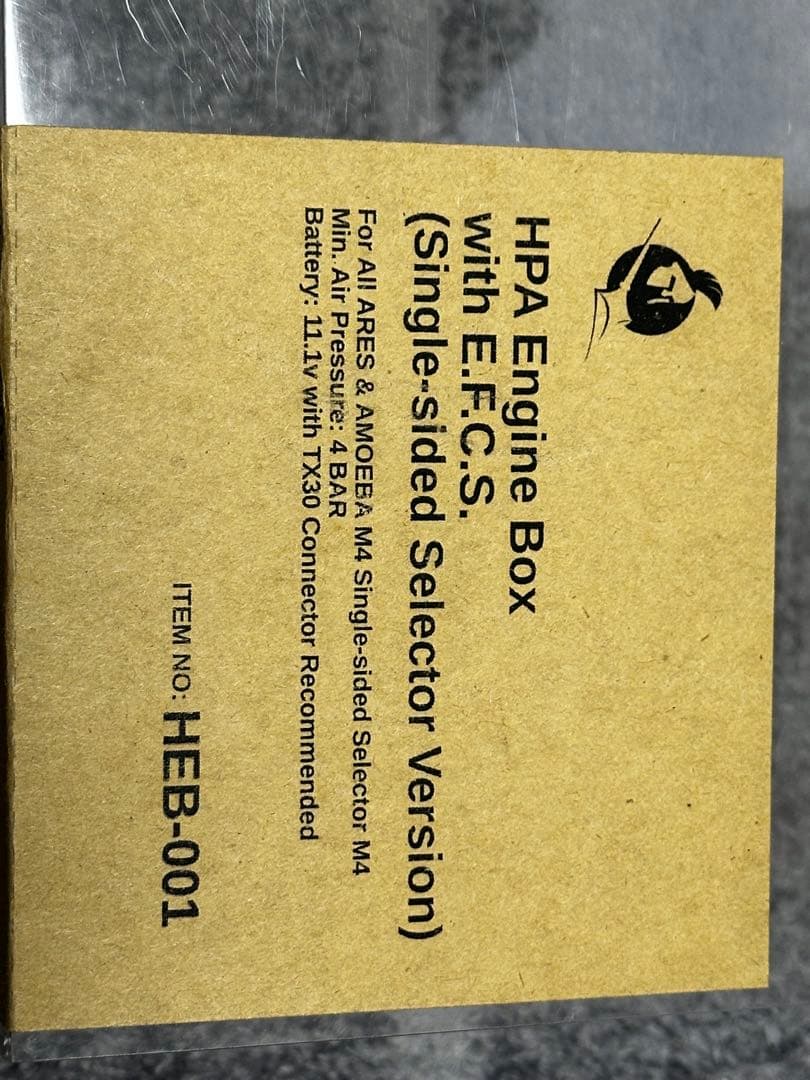 HPA Engine Box
with E.F.C.S.
(Single-sided Selector Version)
For All ARES & AMOEBA M4 Single-sided Selector M4
Min. Air Pressure: 4 BAR
Battery: 11.1v with TX30 Connector Recommended
ITEM NO: HEB-001